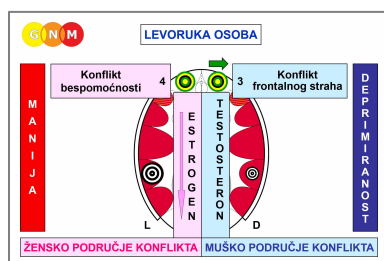 GNM
LEVORUKA OSOBA
Konflikt
bespomoćnosti
4
3
Konflikt
frontalnog straha
MANIJA
ESTROGEN
TESTOSTERON
DEPRIMIRANOST
L
D
ŽENSKO PODRUČJE KONFLIKTA
MUŠKO PODRUČJE KONFLIKTA